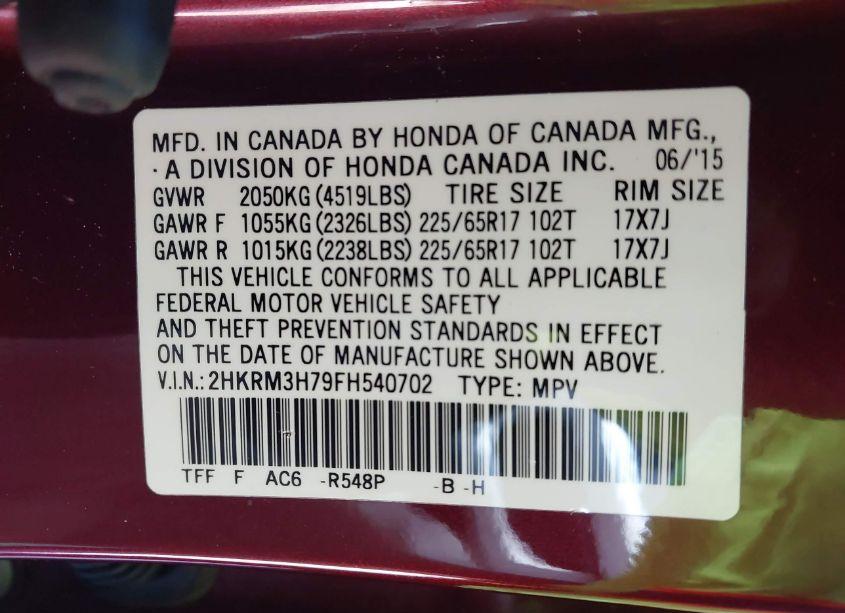 MFD. IN CANADA BY HONDA OF CANADA MFG.,
· A DIVISION OF HONDA CANADA INC. 06/'15
GVWR 2050KG (4519LBS) TIRE SIZE RIM SIZE
GAWR F 1055KG (2326LBS) 225/65R17 102T 17X7J
GAWR R 1015KG (2238LBS) 225/65R17 102T 17X7J
THIS VEHICLE CONFORMS TO ALL APPLICABLE
FEDERAL MOTOR VEHICLE SAFETY
AND THEFT PREVENTION STANDARDS IN EFFECT
ON THE DATE OF MANUFACTURE SHOWN ABOVE.
V.I.N.: 2HKRM3H79FH540702 TYPE: MPV
TFF F AC6 -R548P -B -H